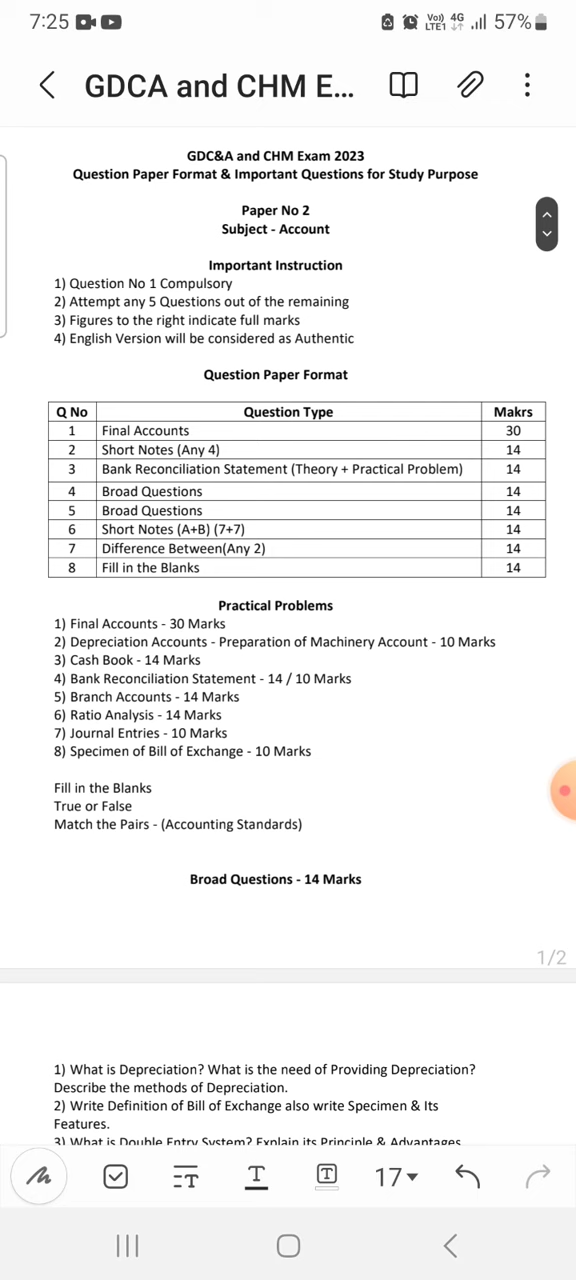 7:25 Vo)) 4G LTE1 57%
GDCA and CHM E...
GDC&A and CHM Exam 2023
Question Paper Format & Important Questions for Study Purpose
Paper No 2
Subject - Account
Important Instruction
1) Question No 1 Compulsory
2) Attempt any 5 Questions out of the remaining
3) Figures to the right indicate full marks
4) English Version will be considered as Authentic
Question Paper Format
Q No Question Type Makrs
1 Final Accounts 30
2 Short Notes (Any 4) 14
3 Bank Reconciliation Statement (Theory + Practical Problem) 14
4 Broad Questions 14
5 Broad Questions 14
6 Short Notes (A+B) (7+7) 14
7 Difference Between(Any 2) 14
8 Fill in the Blanks 14
Practical Problems
1) Final Accounts - 30 Marks
2) Depreciation Accounts - Preparation of Machinery Account - 10 Marks
3) Cash Book - 14 Marks
4) Bank Reconciliation Statement - 14 / 10 Marks
5) Branch Accounts - 14 Marks
6) Ratio Analysis - 14 Marks
7) Journal Entries - 10 Marks
8) Specimen of Bill of Exchange - 10 Marks
Fill in the Blanks
True or False
Match the Pairs - (Accounting Standards)
Broad Questions - 14 Marks
1/2
1) What is Depreciation? What is the need of Providing Depreciation?
Describe the methods of Depreciation.
2) Write Definition of Bill of Exchange also write Specimen & Its
Features.
3) What is Double Entry System? Explain its Principle & Advantages
T T T 17